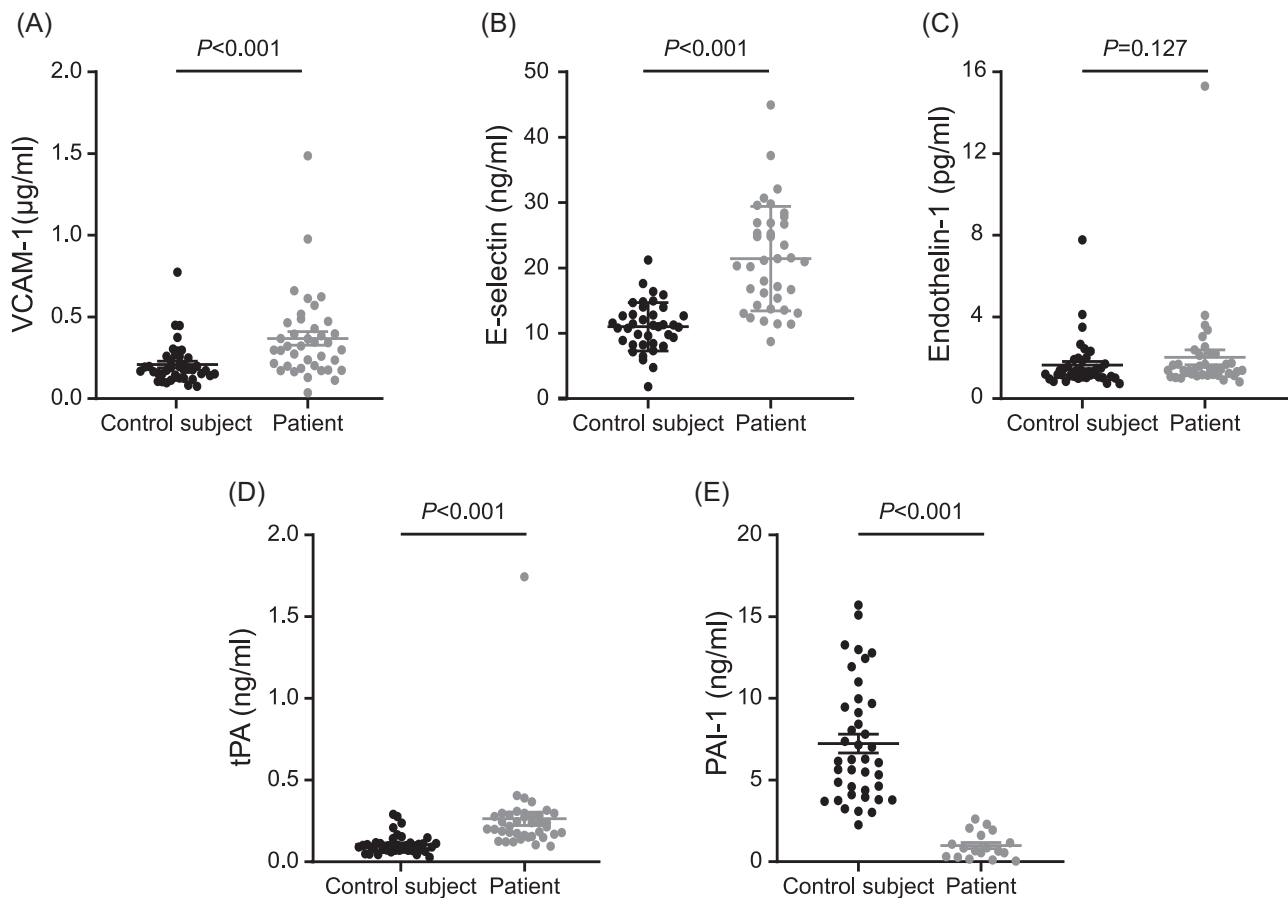 (A)
P<0.001
2.0
1.5
1.0
0.5
0.0
VCAM-1(µg/ml)
Control subject Patient
(B)
P<0.001
50
40
30
20
10
0
E-selectin (ng/ml)
Control subject Patient
(C)
P=0.127
16
12
8
4
0
Endothelin-1 (pg/ml)
Control subject Patient
(D)
P<0.001
2.0
1.5
1.0
0.5
0.0
tPA (ng/ml)
Control subject Patient
(E)
P<0.001
20
15
10
5
0
PAI-1 (ng/ml)
Control subject Patient